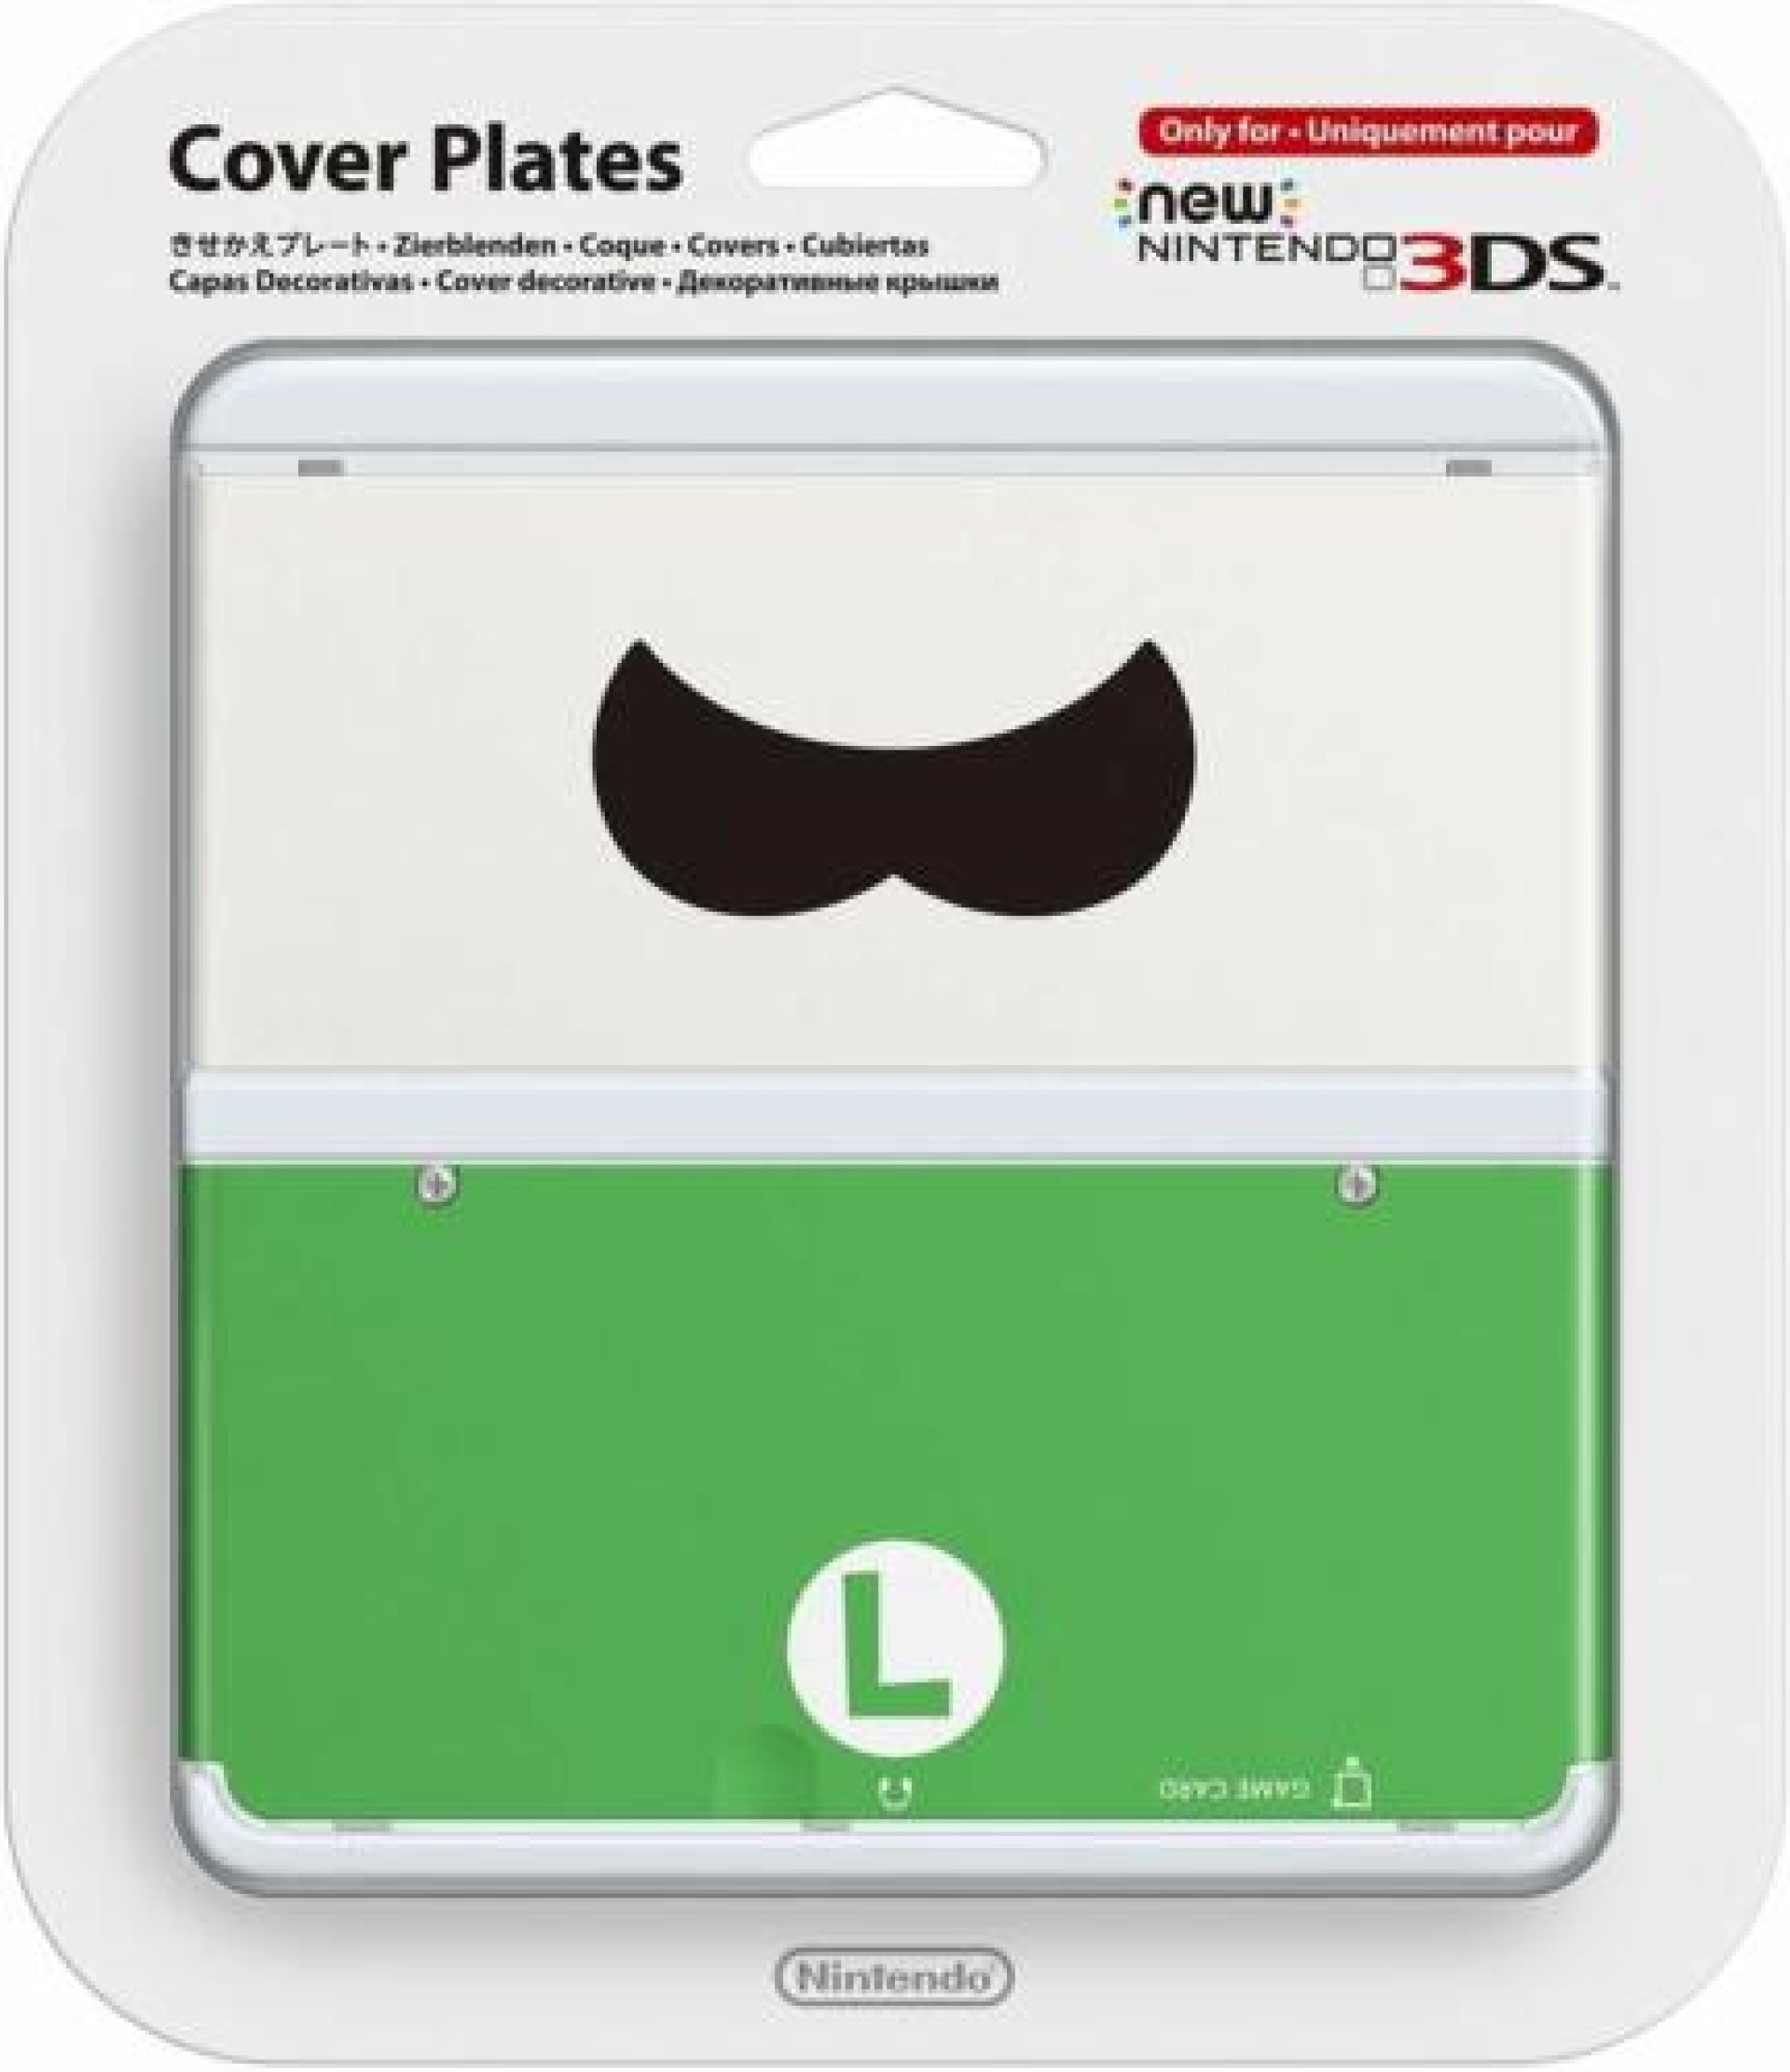 Cover Plates
きせかえプレート • Zierblenden • Coque • Covers • Cubiertas
Capas Decorativas • Cover decorative • Декоративные крышки
Only for • Uniquement pour
new
NINTENDO 3DS™
L
GAME CARD
Nintendo